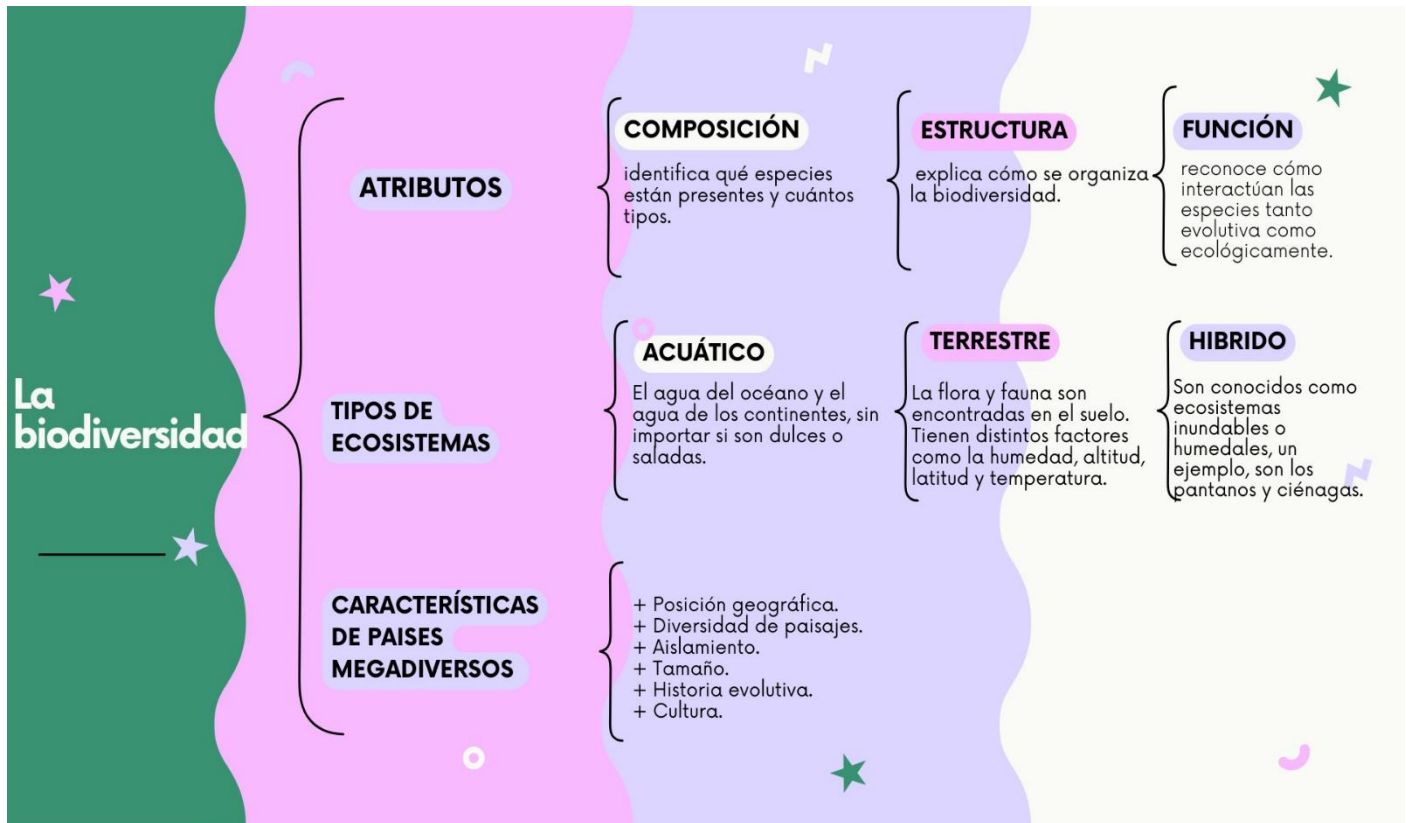 La
biodiversidad
ATRIBUTOS
COMPOSICIÓN
identifica qué especies
están presentes y cuántos
tipos.
ESTRUCTURA
explica cómo se organiza
la biodiversidad.
FUNCIÓN
reconoce cómo
interactúan las
especies tanto
evolutiva como
ecológicamente.
TIPOS DE
ECOSISTEMAS
ACUÁTICO
El agua del océano y el
agua de los continentes, sin
importar si son dulces o
saladas.
TERRESTRE
La flora y fauna son
encontradas en el suelo.
Tienen distintos factores
como la humedad, altitud,
latitud y temperatura.
HIBRIDO
Son conocidos como
ecosistemas
inundables o
humedales, un
ejemplo, son los
pantanos y ciénagas.
CARACTERÍSTICAS
DE PAISES
MEGADIVERSOS
+ Posición geográfica.
+ Diversidad de paisajes.
+ Aislamiento.
+ Tamaño.
+ Historia evolutiva.
+ Cultura.